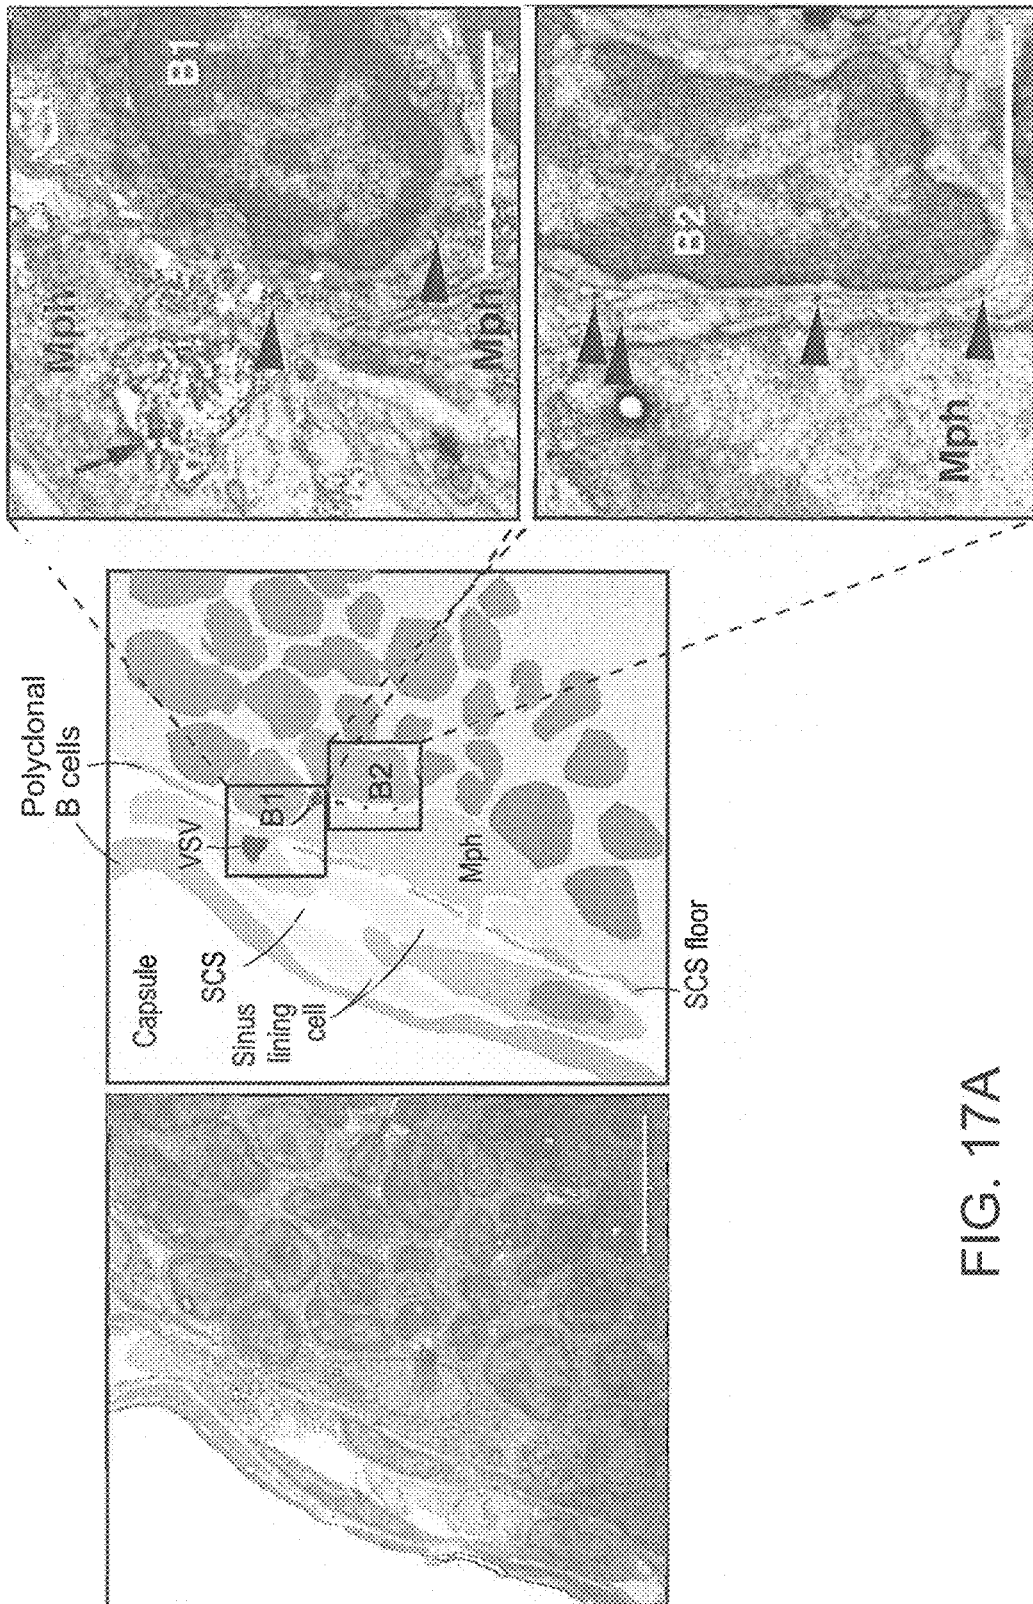 Polyclonal
B cells
Capsule
VSV
B1
B2
SCS
Sinus
lining
cell
Mph
SCS floor
Mph
B1
Mph
B2
Mph
FIG. 17A